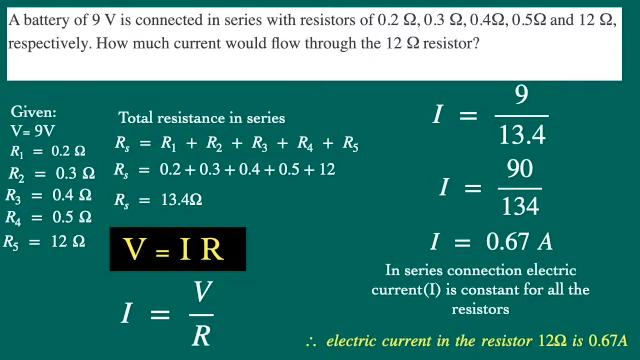 A battery of 9 V is connected in series with resistors of 0.2 Ω, 0.3 Ω, 0.4Ω, 0.5Ω and 12 Ω,
respectively. How much current would flow through the 12 Ω resistor?
Given:
V= 9V
R₁ = 0.2 Ω
R₂ = 0.3 Ω
R₃ = 0.4 Ω
R₄ = 0.5 Ω
R₅ = 12 Ω
Total resistance in series
Rₛ = R₁ + R₂ + R₃ + R₄ + R₅
Rₛ = 0.2 + 0.3 + 0.4 + 0.5 + 12
Rₛ = 13.4Ω
V = I R
I = V / R
I = 9 / 13.4
I = 90 / 134
I = 0.67 A
In series connection electric
current(I) is constant for all the
resistors
∴ electric current in the resistor 12Ω is 0.67A